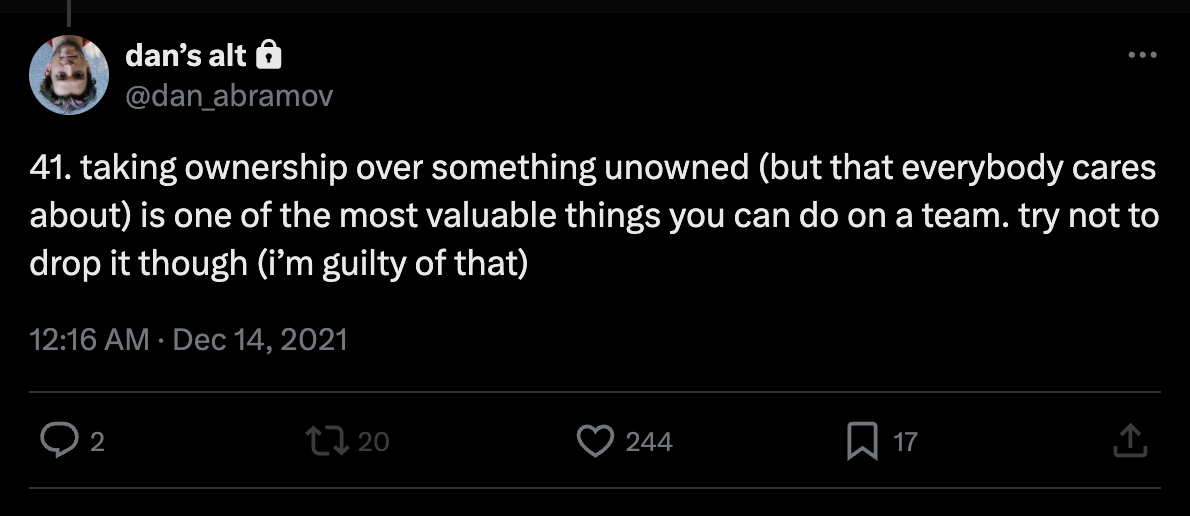 dan’s alt
@dan_abramov
41. taking ownership over something unowned (but that everybody cares
about) is one of the most valuable things you can do on a team. try not to
drop it though (i’m guilty of that)
12:16 AM · Dec 14, 2021
2 20 244 17